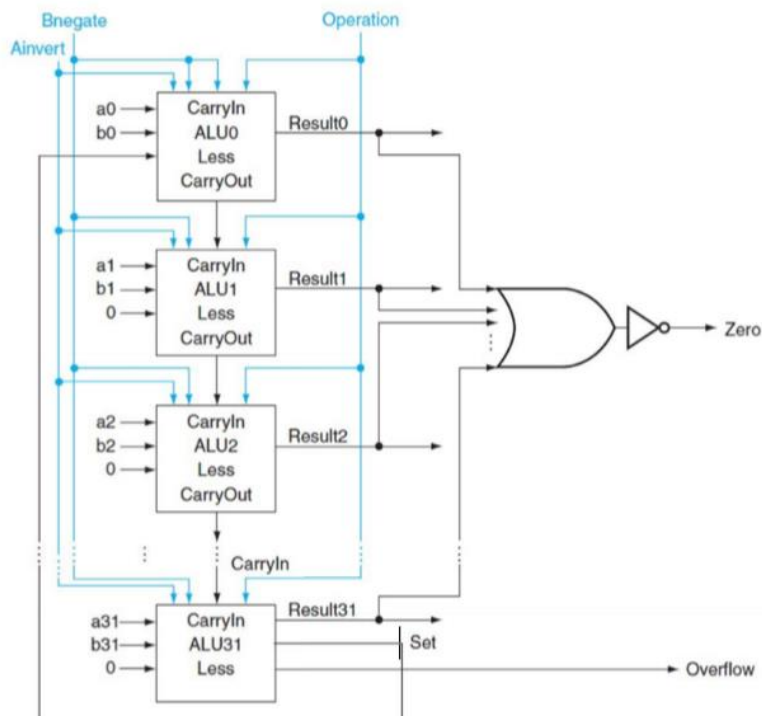 Bnegate
Operation
Ainvert
a0
b0
CarryIn
ALU0
Less
CarryOut
Result0
a1
b1
0
CarryIn
ALU1
Less
CarryOut
Result1
Zero
a2
b2
0
CarryIn
ALU2
Less
CarryOut
Result2
CarryIn
a31
b31
0
CarryIn
ALU31
Less
Result31
Set
Overflow